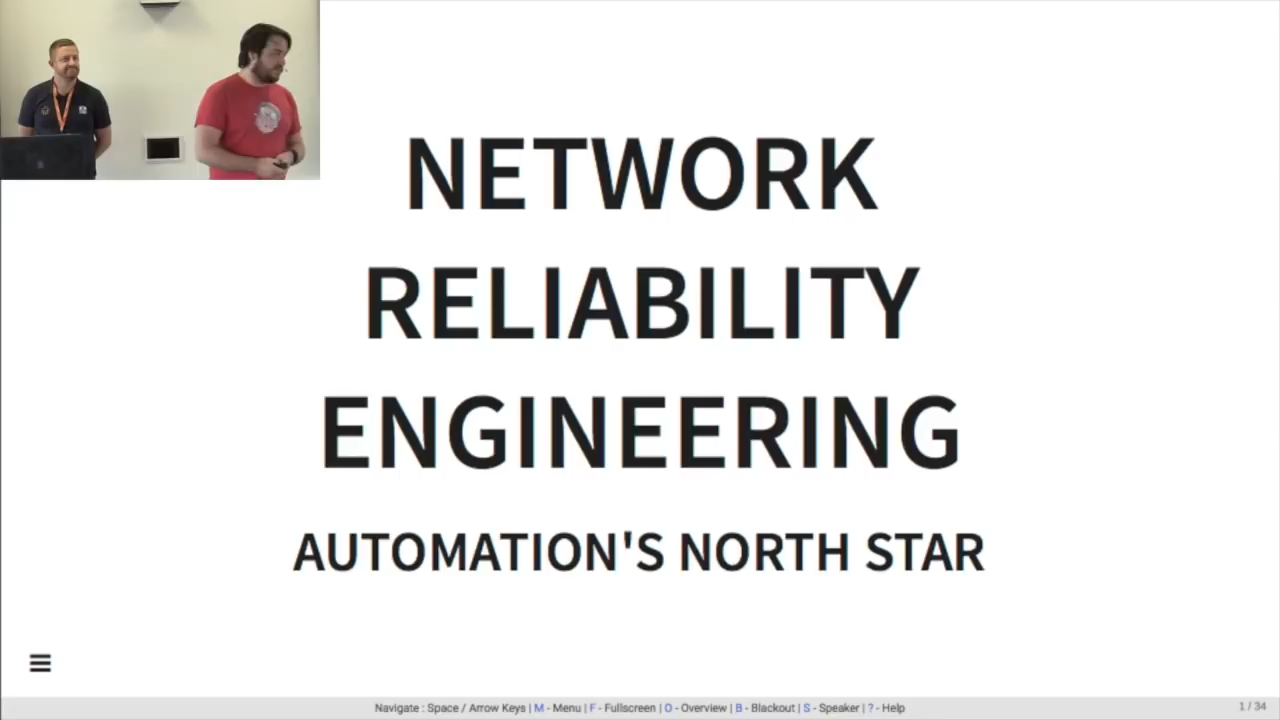 NETWORK
RELIABILITY
ENGINEERING
AUTOMATION'S NORTH STAR
Navigate : Space / Arrow Keys | M - Menu | F - Fullscreen | O - Overview | B - Blackout | S - Speaker | ? - Help
1 / 34